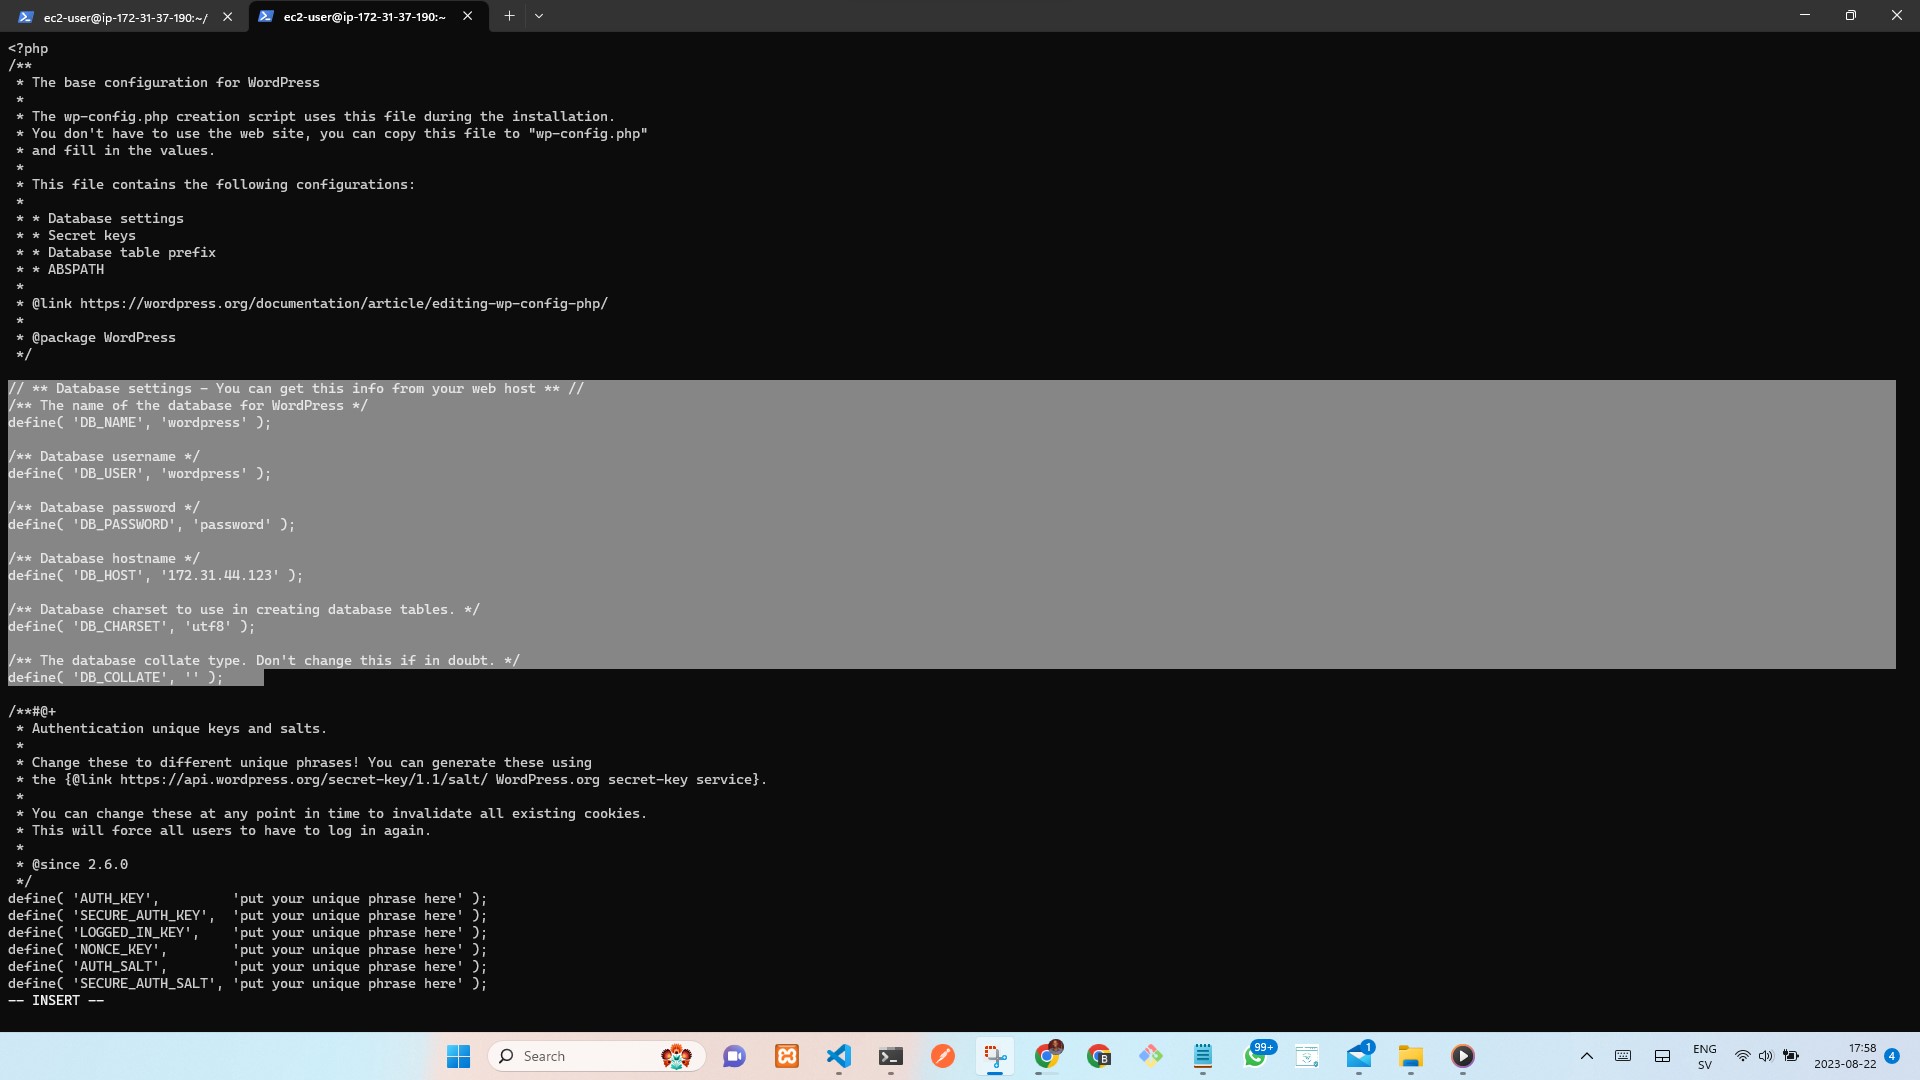 ec2-user@ip-172-31-37-190:~/
ec2-user@ip-172-31-37-190:~
<?php
/**
 * The base configuration for WordPress
 *
 * The wp-config.php creation script uses this file during the installation.
 * You don't have to use the web site, you can copy this file to "wp-config.php"
 * and fill in the values.
 *
 * This file contains the following configurations:
 *
 * * Database settings
 * * Secret keys
 * * Database table prefix
 * * ABSPATH
 *
 * @link https://wordpress.org/documentation/article/editing-wp-config-php/
 *
 * @package WordPress
 */
// ** Database settings - You can get this info from your web host ** //
/** The name of the database for WordPress */
define( 'DB_NAME', 'wordpress' );
/** Database username */
define( 'DB_USER', 'wordpress' );
/** Database password */
define( 'DB_PASSWORD', 'password' );
/** Database hostname */
define( 'DB_HOST', '172.31.44.123' );
/** Database charset to use in creating database tables. */
define( 'DB_CHARSET', 'utf8' );
/** The database collate type. Don't change this if in doubt. */
define( 'DB_COLLATE', '' );
/**#@+
 * Authentication unique keys and salts.
 *
 * Change these to different unique phrases! You can generate these using
 * the {@link https://api.wordpress.org/secret-key/1.1/salt/ WordPress.org secret-key service}.
 *
 * You can change these at any point in time to invalidate all existing cookies.
 * This will force all users to have to log in again.
 *
 * @since 2.6.0
 */
define( 'AUTH_KEY',         'put your unique phrase here' );
define( 'SECURE_AUTH_KEY',  'put your unique phrase here' );
define( 'LOGGED_IN_KEY',    'put your unique phrase here' );
define( 'NONCE_KEY',        'put your unique phrase here' );
define( 'AUTH_SALT',        'put your unique phrase here' );
define( 'SECURE_AUTH_SALT', 'put your unique phrase here' );
-- INSERT --
Search
B
99+
1
ENG
SV
17:58
2023-08-22
4